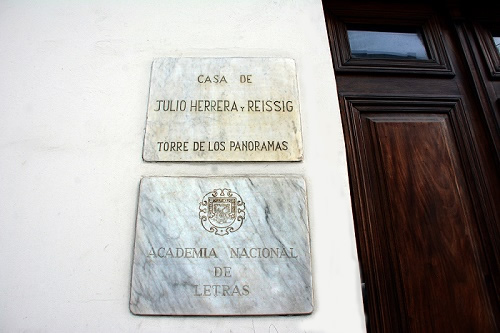 CASA DE
JULIO HERRERA Y REISSIG
TORRE DE LOS PANORAMAS
ACADEMIA NACIONAL
DE
LETRAS